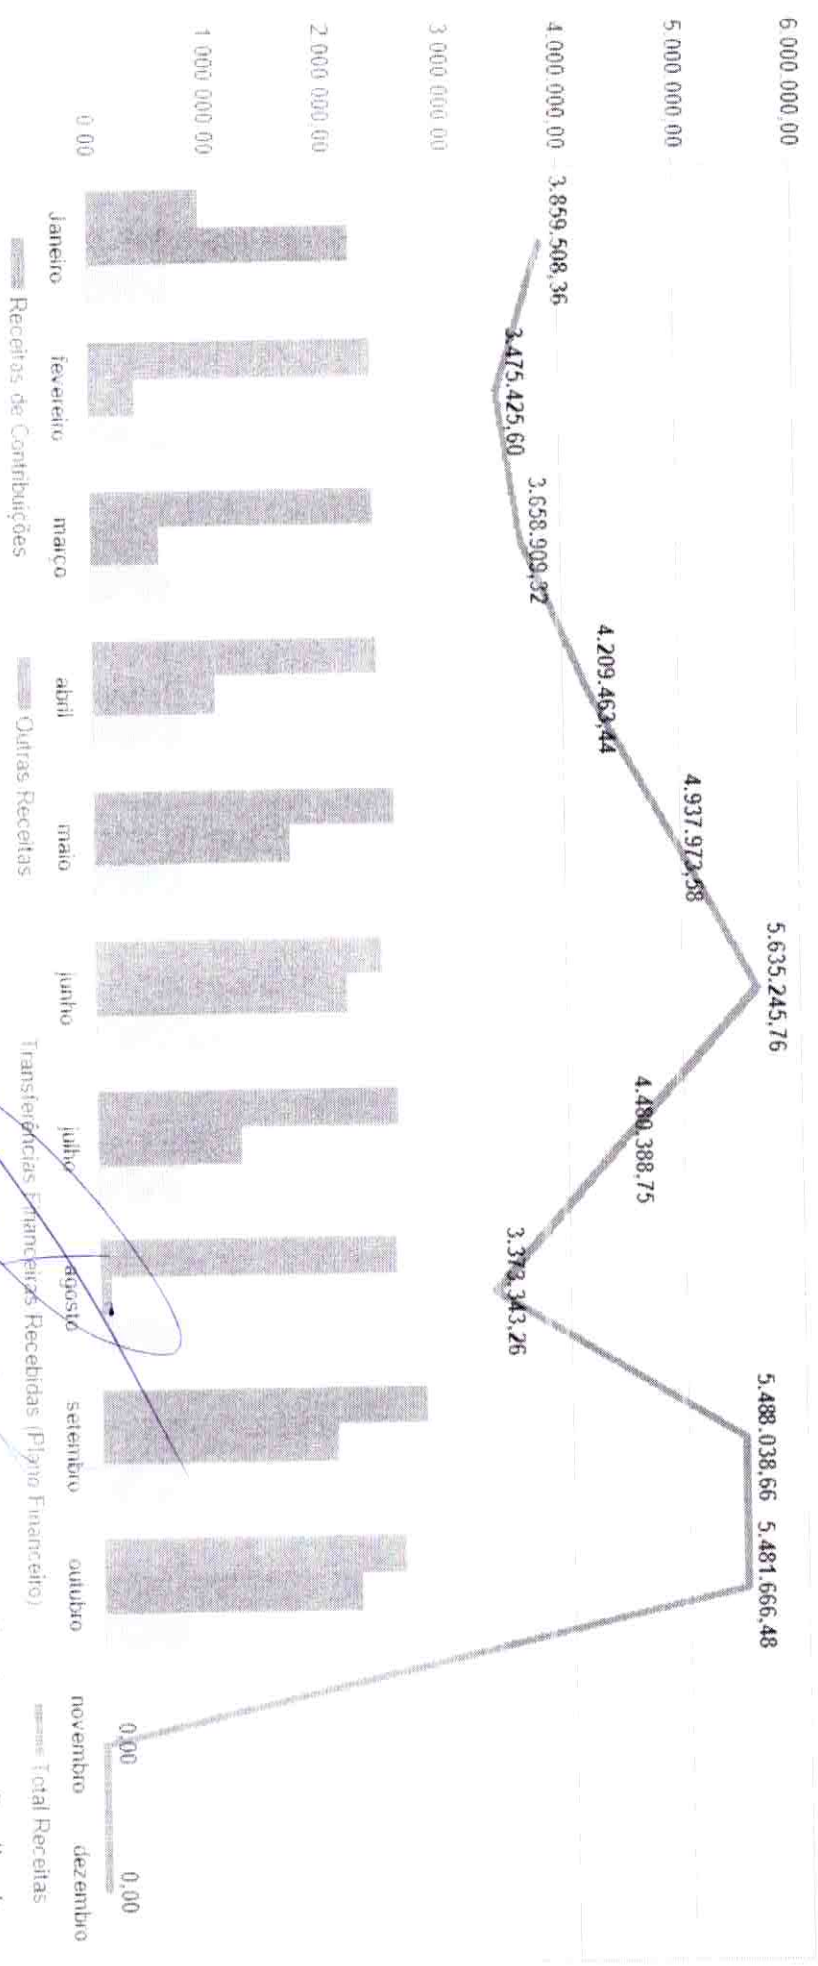 6.000.000,00
5.000.000,00
4.000.000,00
3.000.000,00
2.000.000,00
1.000.000,00
0,00
3.859.508,36
3.475.425,60
3.658.909,32
4.209.463,44
4.937.973,58
5.635.245,76
4.480.388,75
3.373.343,26
5.488.038,66
5.481.666,48
0,00
0,00
Janeiro
fevereiro
março
abril
maio
junho
julho
agosto
setembro
outubro
novembro
dezembro
Receitas de Contribuições
Outras Receitas
Transferências Financeiras Recebidas (Plano Financeiro)
Total Receitas